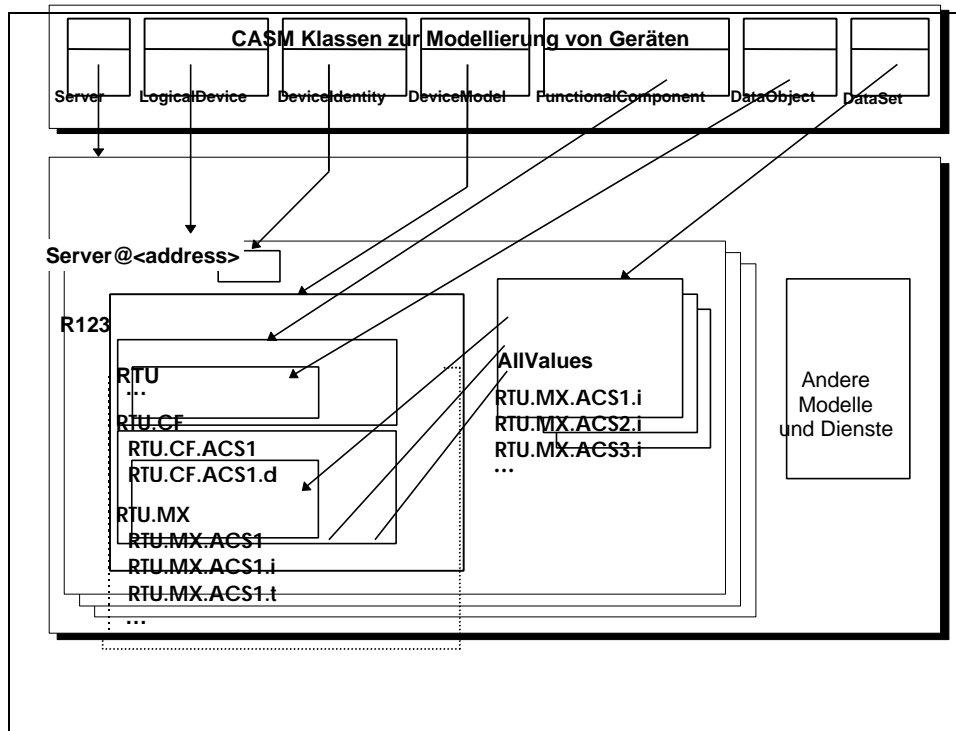 CASM Klassen zur Modellierung von Geräten
Server LogicalDevice DeviceIdentity DeviceModel FunctionalComponent DataObject DataSet
Server@<address>
R123
RTU
...
RTU.CF
RTU.CF.ACS1
RTU.CF.ACS1.d
RTU.MX
RTU.MX.ACS1
RTU.MX.ACS1.i
RTU.MX.ACS1.t
...
AllValues
RTU.MX.ACS1.i
RTU.MX.ACS2.i
RTU.MX.ACS3.i
...
Andere
Modelle
und Dienste